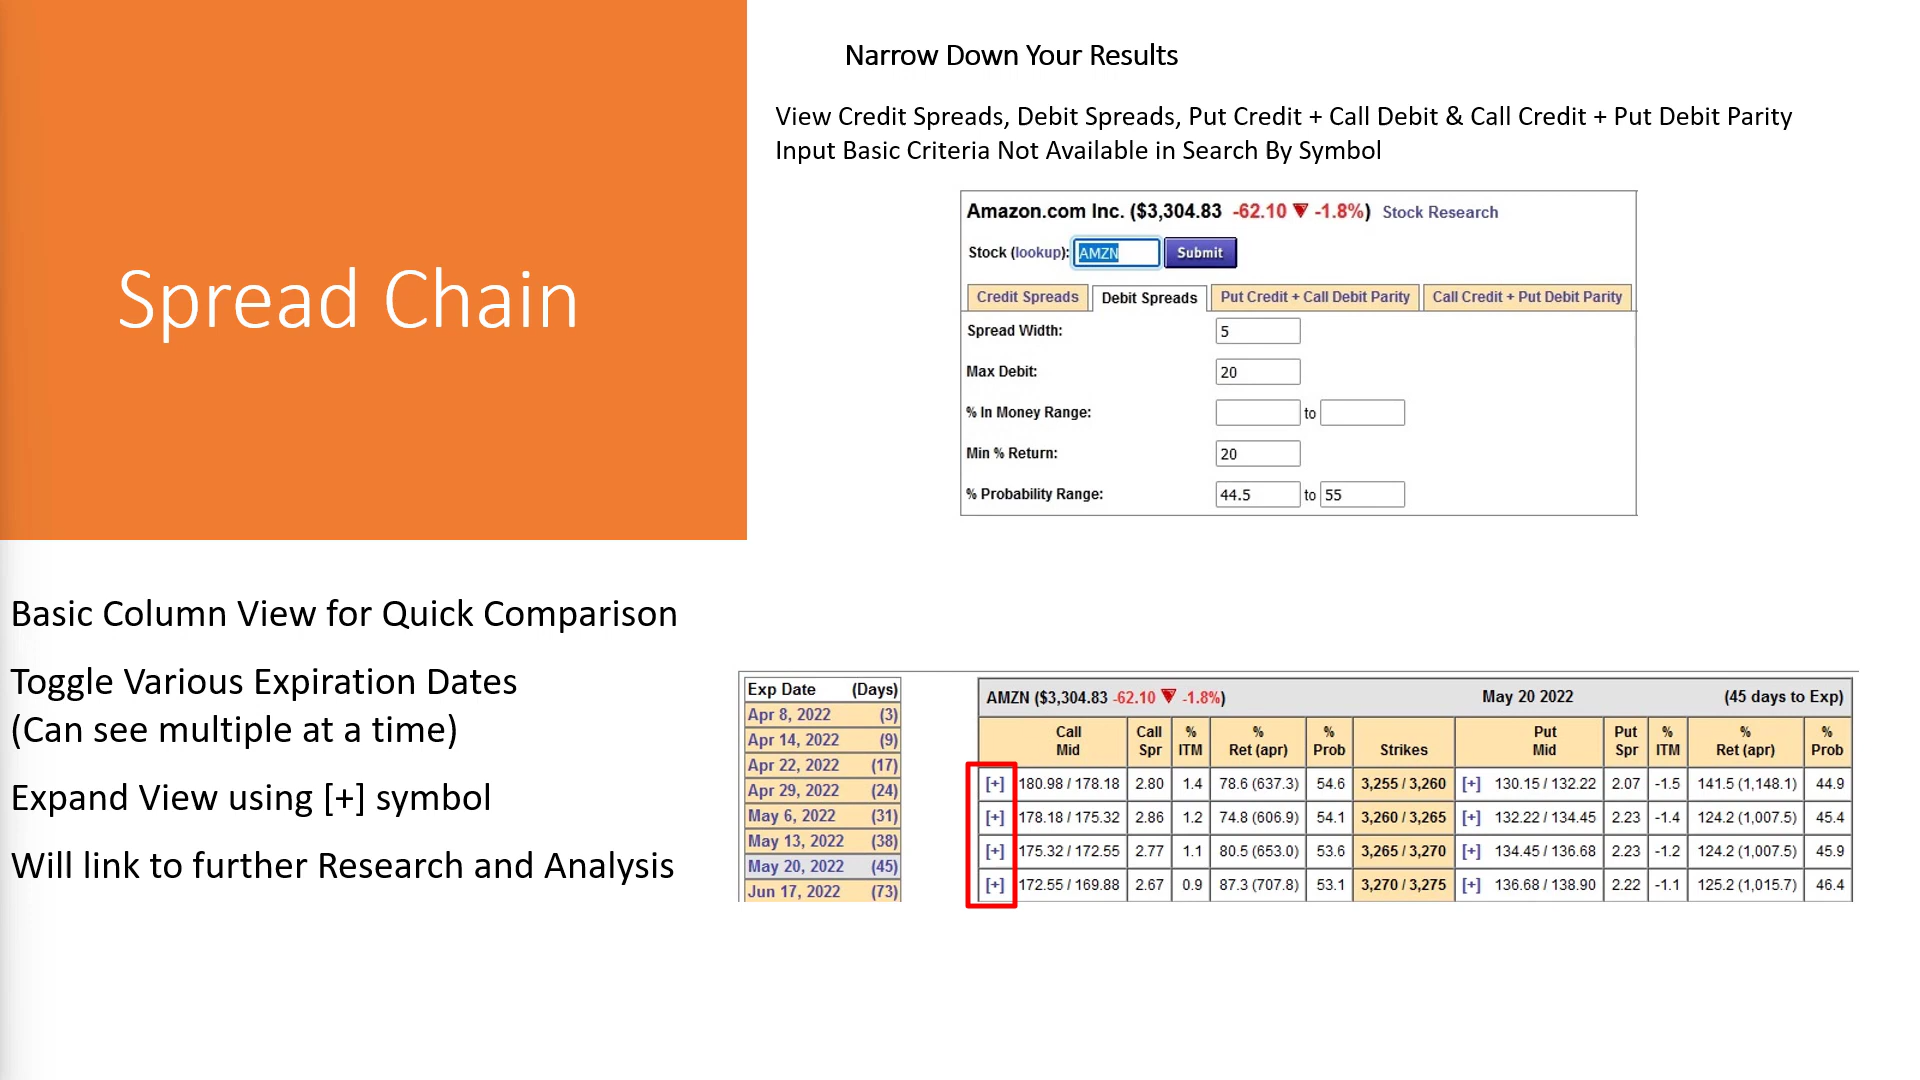 Spread Chain
Narrow Down Your Results
View Credit Spreads, Debit Spreads, Put Credit + Call Debit & Call Credit + Put Debit Parity
Input Basic Criteria Not Available in Search By Symbol
Amazon.com Inc. ($3,304.83 -62.10 ▼ -1.8%) Stock Research
Stock (lookup): AMZN Submit
Credit Spreads Debit Spreads Put Credit + Call Debit Parity Call Credit + Put Debit Parity
Spread Width: 5
Max Debit: 20
% In Money Range: to
Min % Return: 20
% Probability Range: 44.5 to 55
Basic Column View for Quick Comparison
Toggle Various Expiration Dates
(Can see multiple at a time)
Expand View using [+] symbol
Will link to further Research and Analysis
Exp Date (Days)
Apr 8, 2022 (3)
Apr 14, 2022 (9)
Apr 22, 2022 (17)
Apr 29, 2022 (24)
May 6, 2022 (31)
May 13, 2022 (38)
May 20, 2022 (45)
Jun 17, 2022 (73)
AMZN ($3,304.83 -62.10 ▼ -1.8%) May 20 2022 (45 days to Exp)
Call Call % % % Put Put % % %
Mid Spr ITM Ret (apr) Prob Strikes Mid Spr ITM Ret (apr) Prob
[+] 180.98 / 178.18 2.80 1.4 78.6 (637.3) 54.6 3,255 / 3,260 [+] 130.15 / 132.22 2.07 -1.5 141.5 (1,148.1) 44.9
[+] 178.18 / 175.32 2.86 1.2 74.8 (606.9) 54.1 3,260 / 3,265 [+] 132.22 / 134.45 2.23 -1.4 124.2 (1,007.5) 45.4
[+] 175.32 / 172.55 2.77 1.1 80.5 (653.0) 53.6 3,265 / 3,270 [+] 134.45 / 136.68 2.23 -1.2 124.2 (1,007.5) 45.9
[+] 172.55 / 169.88 2.67 0.9 87.3 (707.8) 53.1 3,270 / 3,275 [+] 136.68 / 138.90 2.22 -1.1 125.2 (1,015.7) 46.4